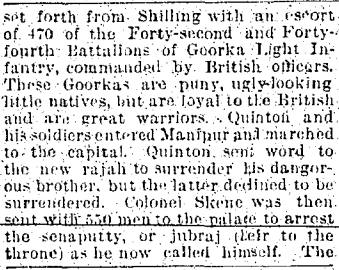 set forth from Shilling with an escort
of 470 of the Forty-second and Forty-
fourth Battalions of Goorka Light In-
fantry, commanded by British officers.
These Goorkas are puny, ugly-looking
little natives, but are loyal to the British
and are great warriors. Quinton and
his soldiers entered Manipur and marched
to the capital. Quinton sent word to
the new rajah to surrender his danger-
ous brother, but the latter declined to be
surrendered. Colonel Skene was then
sent with 550 men to the palace to arrest
the senaputty, or jubraj (heir to the
throne) as he now called himself. The